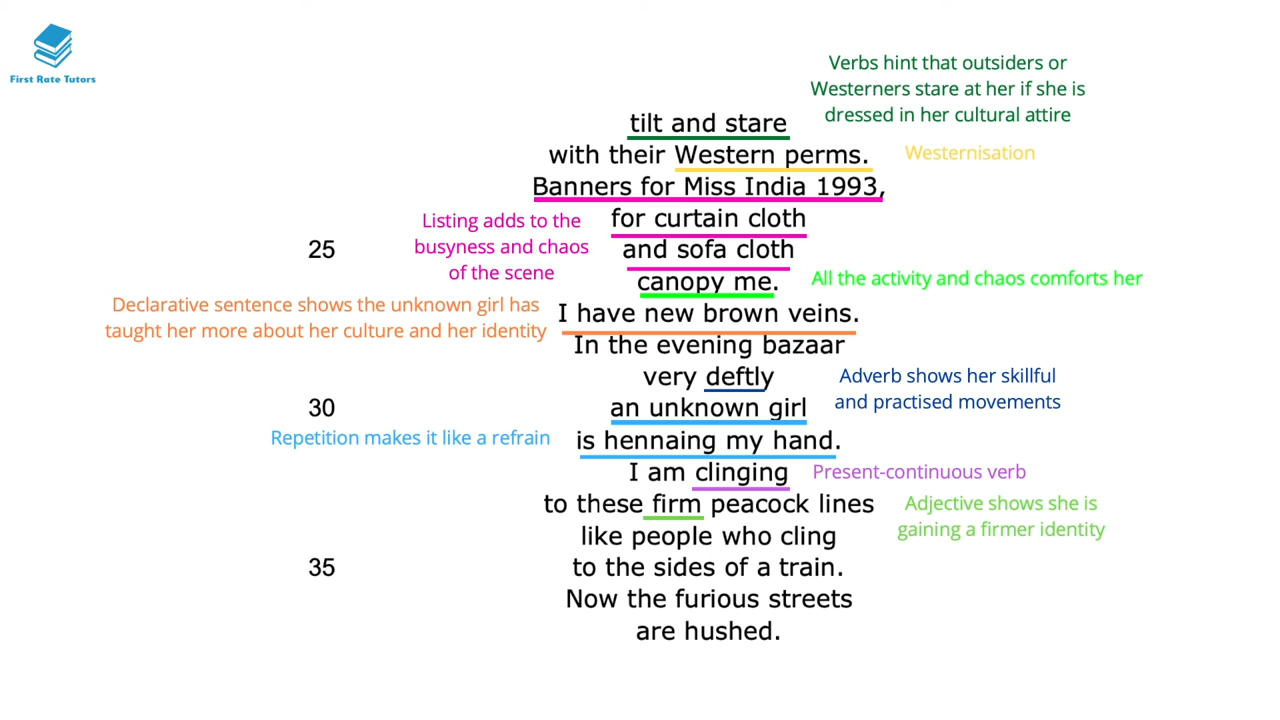 First Rate Tutors
Verbs hint that outsiders or
Westerners stare at her if she is
dressed in her cultural attire
tilt and stare
with their Western perms.
Westernisation
Banners for Miss India 1993,
for curtain cloth
Listing adds to the
busyness and chaos
of the scene
25
and sofa cloth
canopy me.
All the activity and chaos comforts her
Declarative sentence shows the unknown girl has
taught her more about her culture and her identity
I have new brown veins.
In the evening bazaar
very deftly
Adverb shows her skillful
and practised movements
30
an unknown girl
Repetition makes it like a refrain
is hennaing my hand.
I am clinging
Present-continuous verb
to these firm peacock lines
Adjective shows she is
gaining a firmer identity
like people who cling
35
to the sides of a train.
Now the furious streets
are hushed.